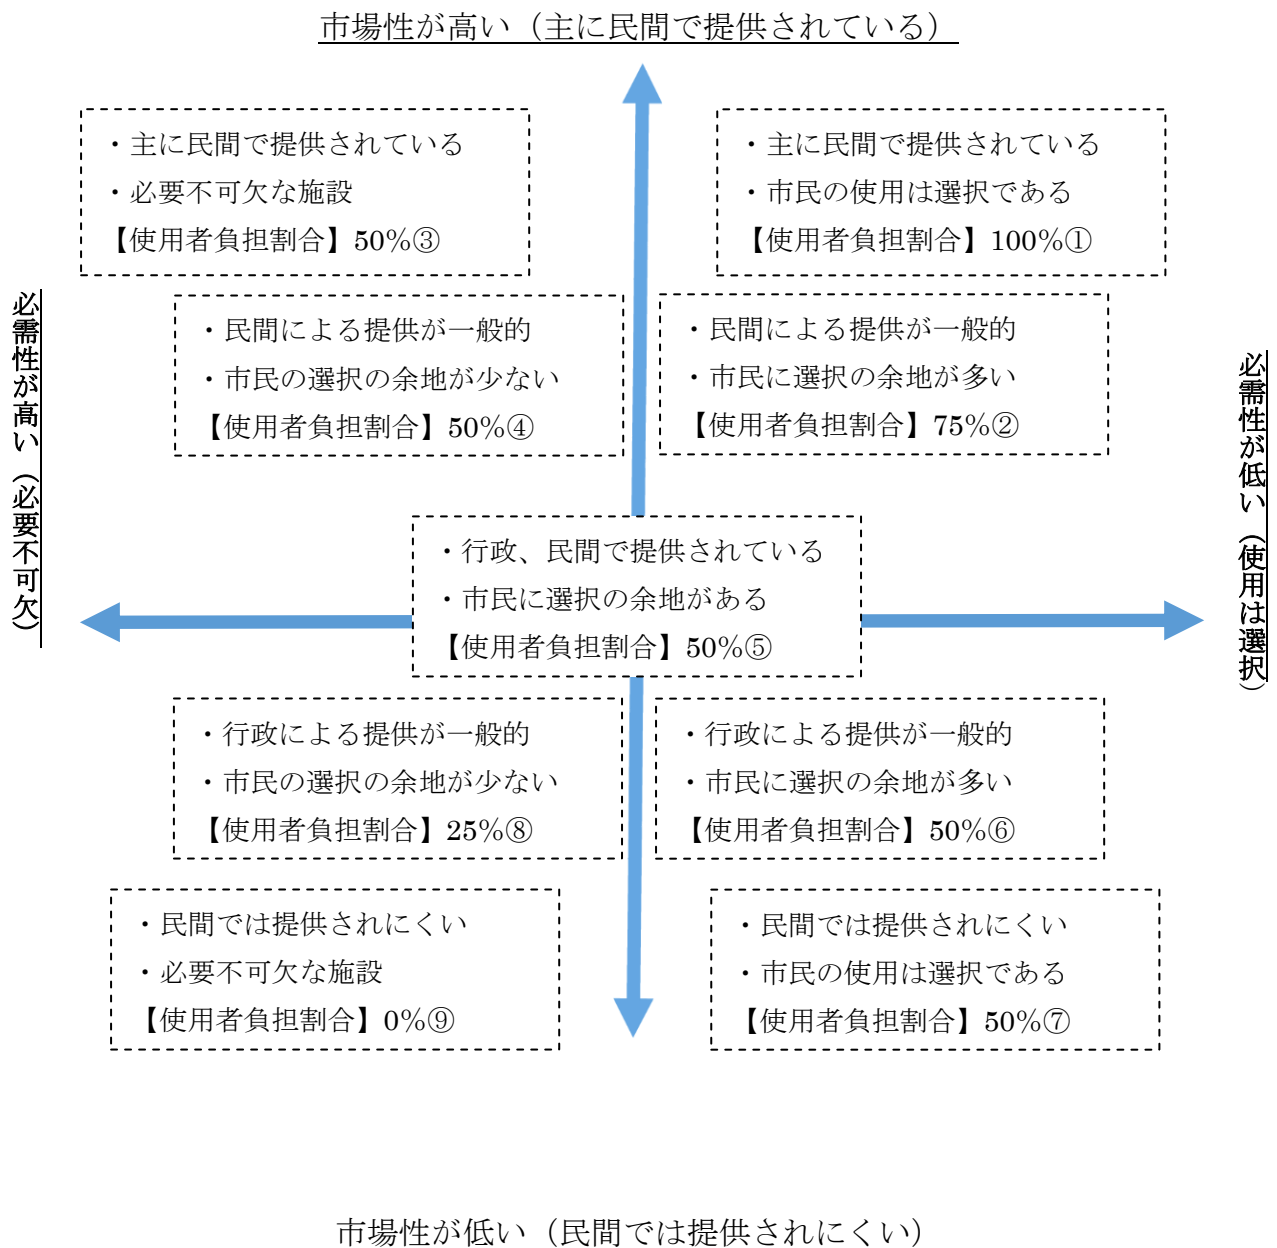 市場性が高い（主に民間で提供されている）
・主に民間で提供されている
・必要不可欠な施設
【使用者負担割合】50％③
・主に民間で提供されている
・市民の使用は選択である
【使用者負担割合】100％①
必需性が高い（必要不可欠）
・民間による提供が一般的
・市民の選択の余地が少ない
【使用者負担割合】50％④
・民間による提供が一般的
・市民に選択の余地が多い
【使用者負担割合】75％②
必需性が低い（使用は選択）
・行政、民間で提供されている
・市民に選択の余地がある
【使用者負担割合】50％⑤
・行政による提供が一般的
・市民の選択の余地が少ない
【使用者負担割合】25％⑧
・行政による提供が一般的
・市民に選択の余地が多い
【使用者負担割合】50％⑥
・民間では提供されにくい
・必要不可欠な施設
【使用者負担割合】0％⑨
・民間では提供されにくい
・市民の使用は選択である
【使用者負担割合】50％⑦
市場性が低い（民間では提供されにくい）